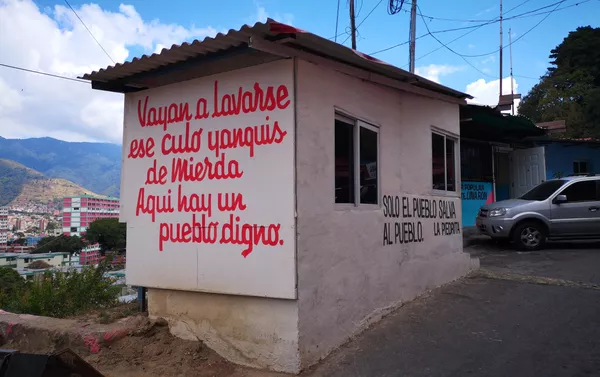 Vayan a lavarse
ese culo yanquis
de Mierda
Aqui hay un
pueblo digno.
SOLO EL PUEBLO SALVA
AL PUEBLO. LA PIEDRITA